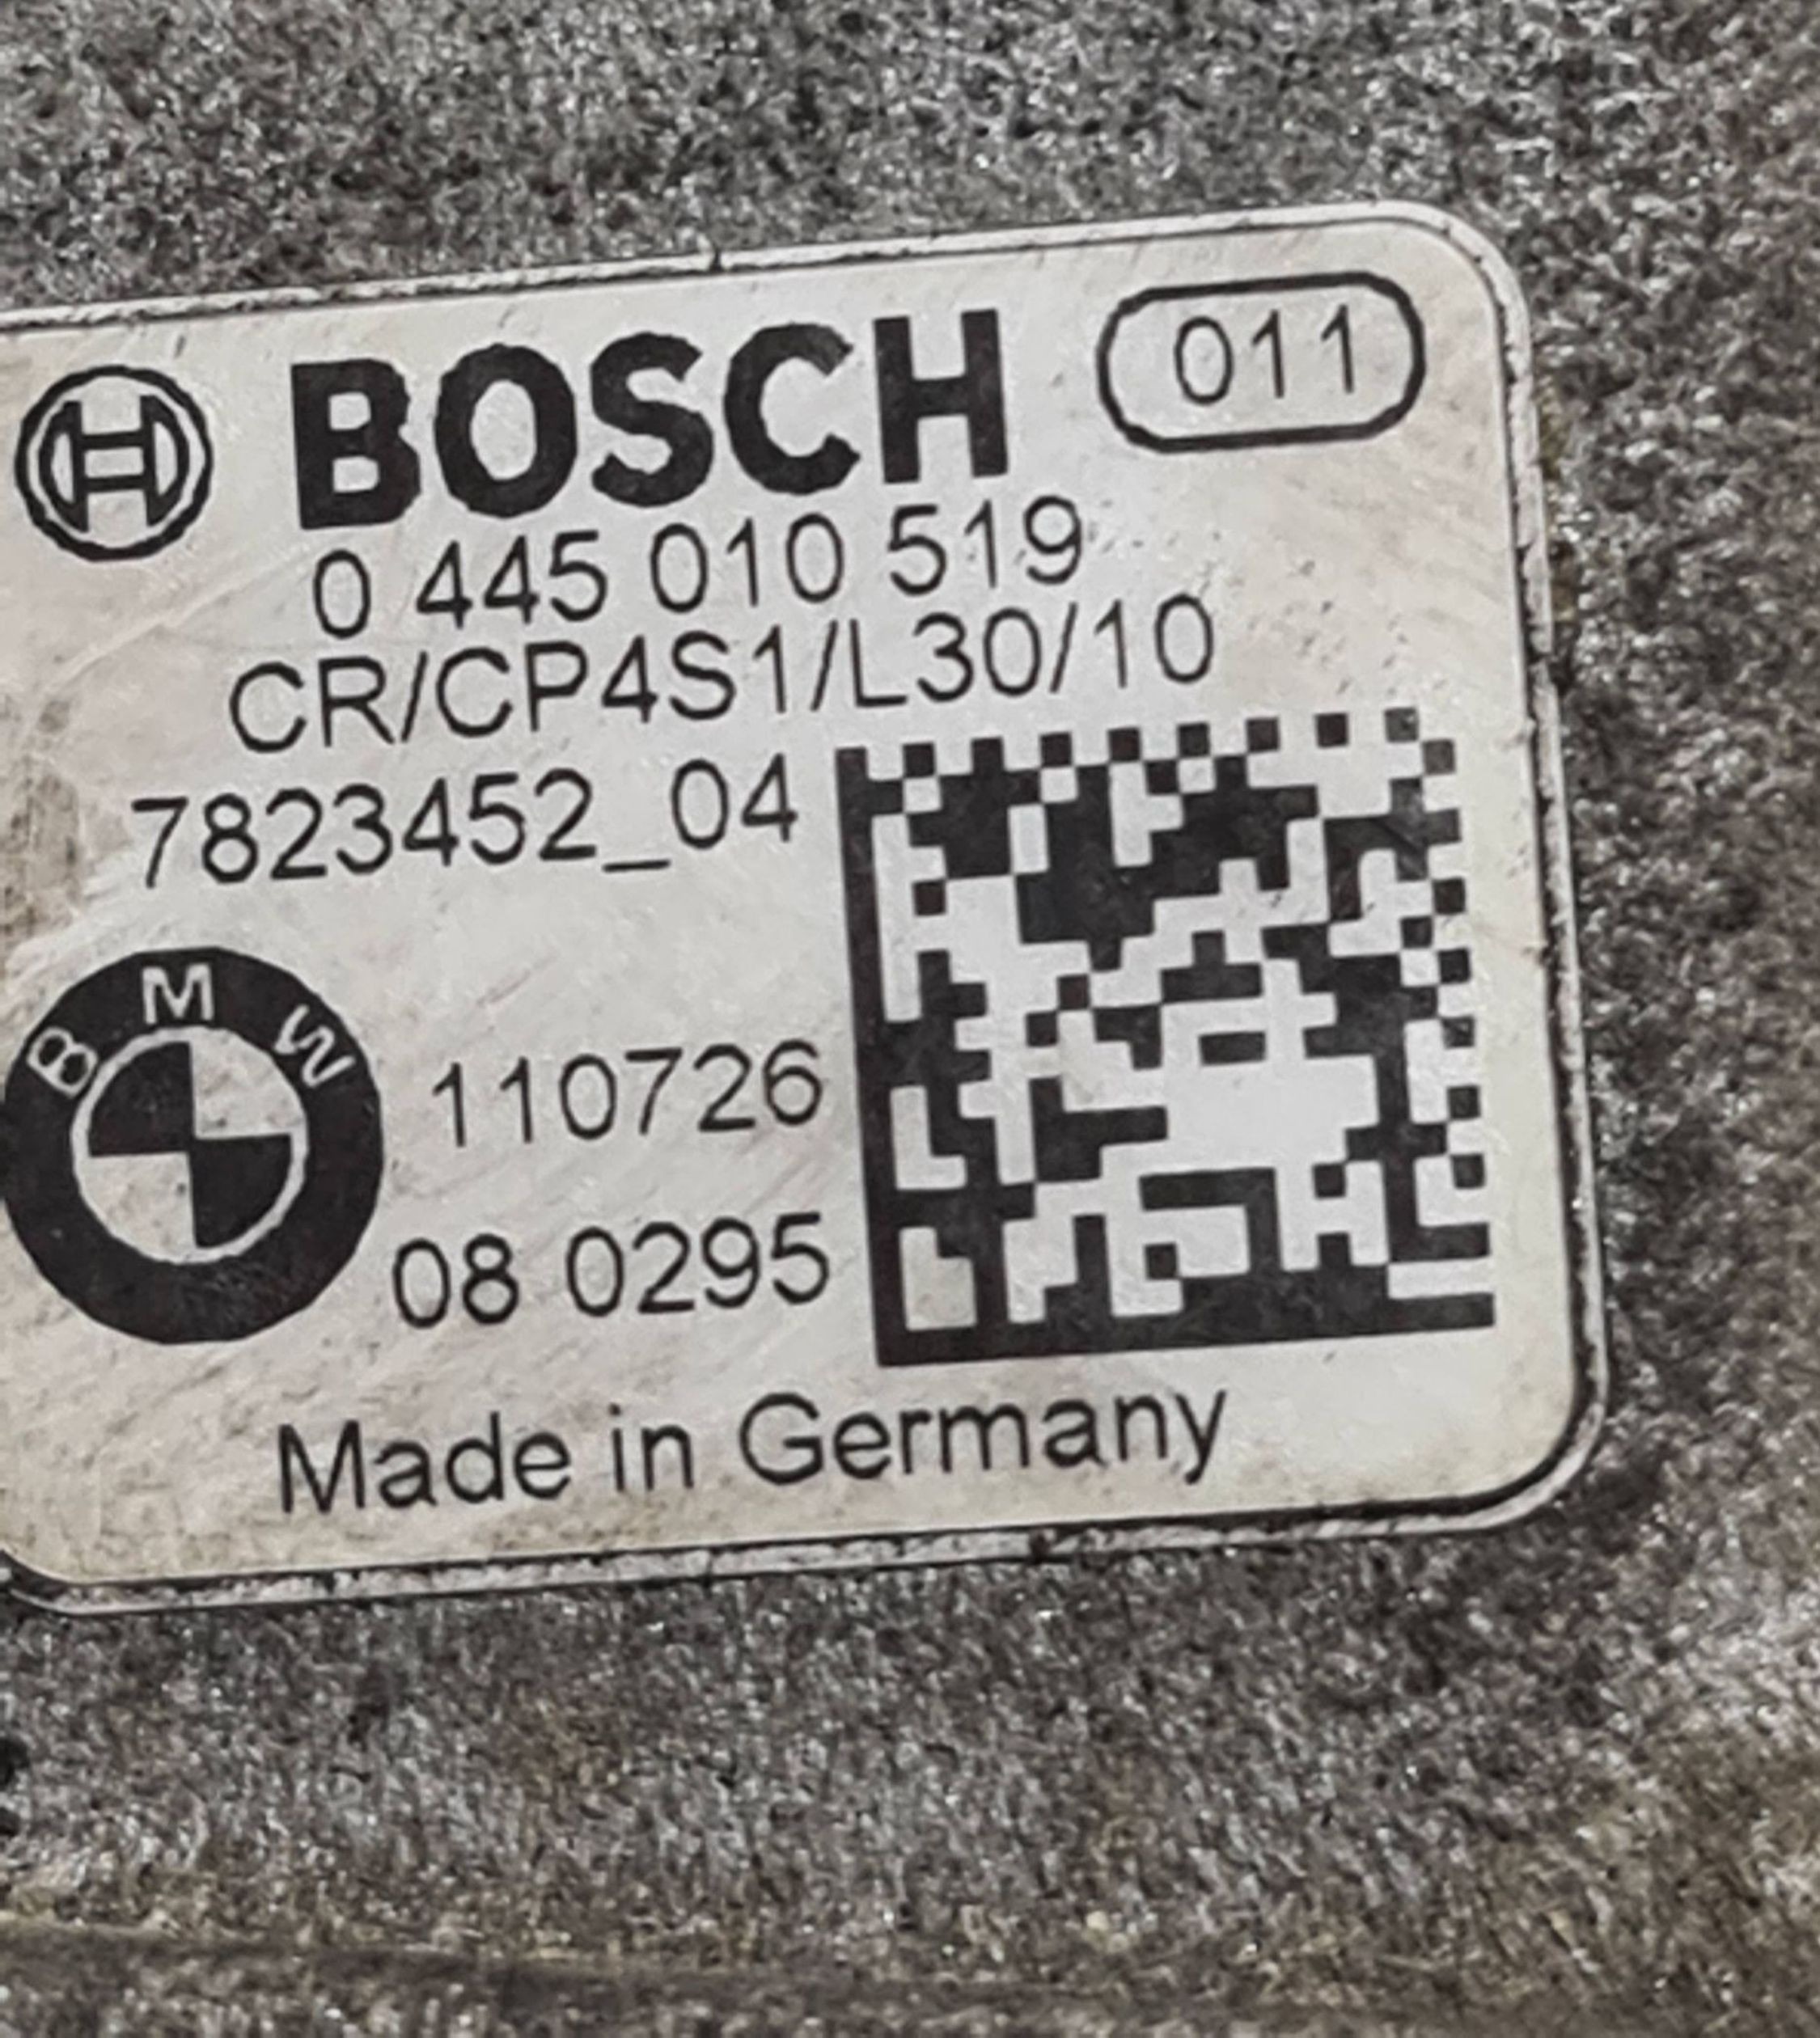 BOSCH 011
0 445 010 519
CR/CP4S1/L30/10
7823452_04
BMW
110726
08 0295
Made in Germany